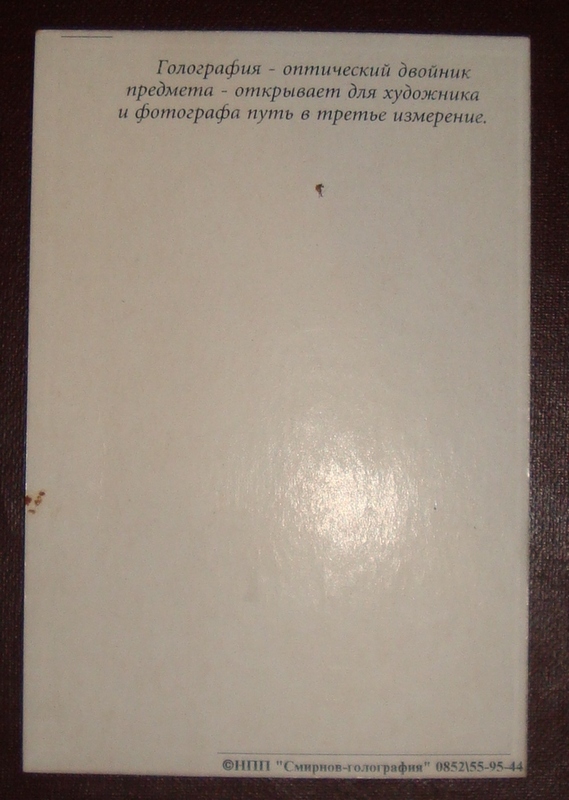 Голография - оптический двойник
предмета - открывает для художника
и фотографа путь в третье измерение.
©НПП "Смирнов-голография" 0852\55-95-44